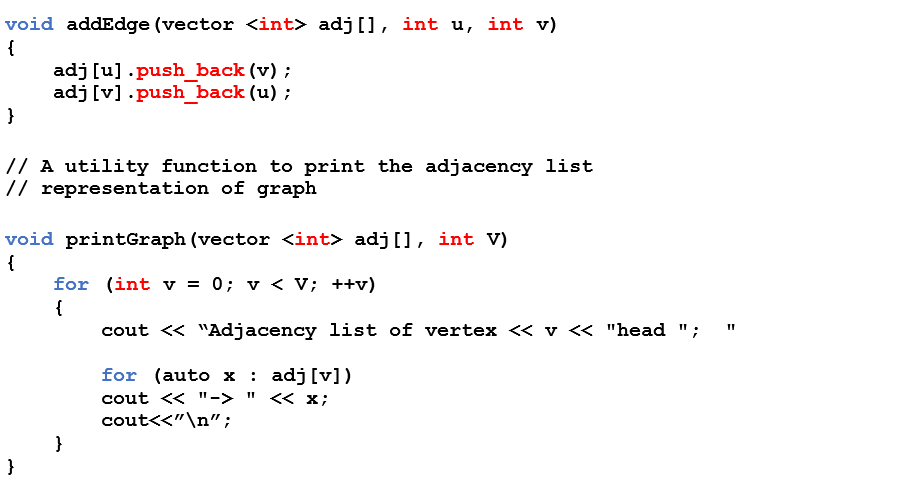 void addEdge(vector <int> adj[], int u, int v)
{
    adj[u].push_back(v);
    adj[v].push_back(u);
}
// A utility function to print the adjacency list
// representation of graph
void printGraph(vector <int> adj[], int V)
{
    for (int v = 0; v < V; ++v)
    {
        cout << “Adjacency list of vertex << v << "head ";  "
        for (auto x : adj[v])
        cout << "-> " << x;
        cout<<”\n”;
    }
}